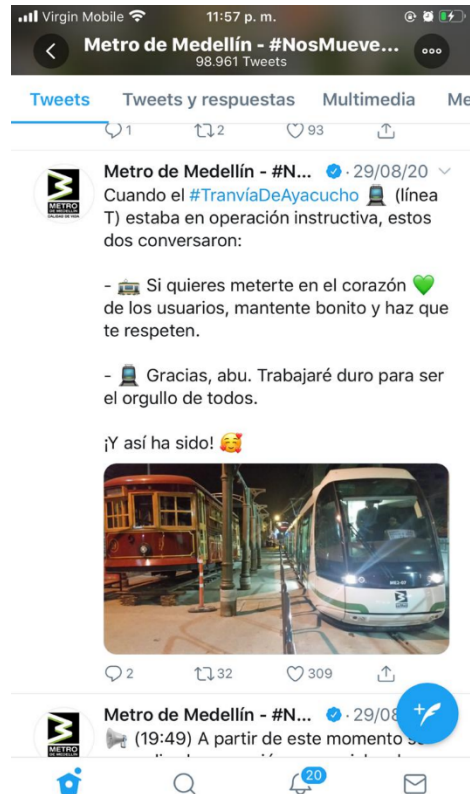 Virgin Mobile 11:57 p. m.
Metro de Medellín - #NosMueve...
98.961 Tweets
Tweets Tweets y respuestas Multimedia Me
1 2 93
Metro de Medellín - #N... · 29/08/20
Cuando el #TranvíaDeAyacucho 🚊 (línea
T) estaba en operación instructiva, estos
dos conversaron:
- 🚋 Si quieres meterte en el corazón 💚
de los usuarios, mantente bonito y haz que
te respeten.
- 🚊 Gracias, abu. Trabajaré duro para ser
el orgullo de todos.
¡Y así ha sido! 🥰
2 32 309
Metro de Medellín - #N... · 29/08
📢 (19:49) A partir de este momento
METRO
20